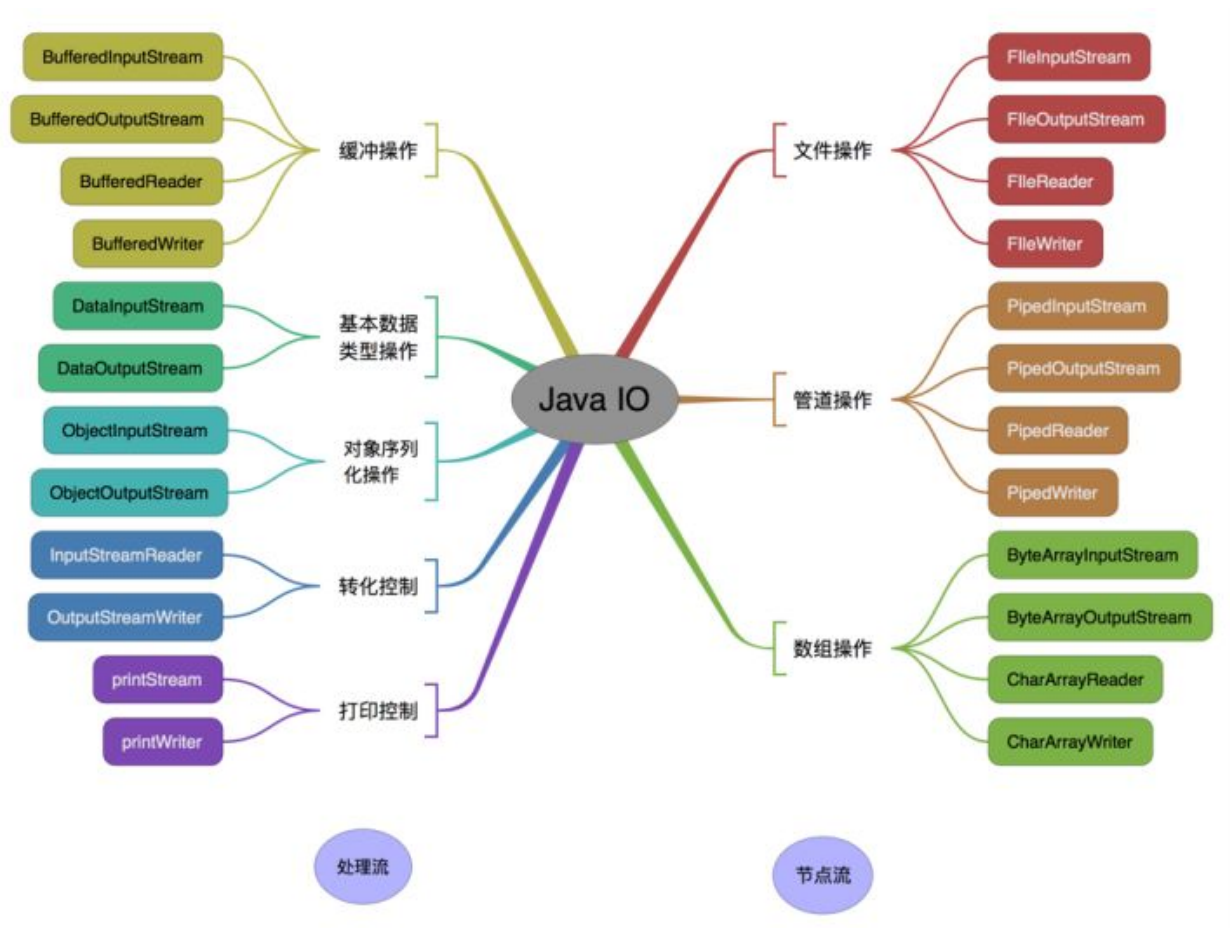 BufferedInputStream
BufferedOutputStream
BufferedReader
BufferedWriter
缓冲操作
DataInputStream
DataOutputStream
基本数据
类型操作
ObjectInputStream
ObjectOutputStream
对象序列
化操作
InputStreamReader
OutputStreamWriter
转化控制
printStream
printWriter
打印控制
Java IO
文件操作
FIleInputStream
FIleOutputStream
FIleReader
FIleWriter
管道操作
PipedInputStream
PipedOutputStream
PipedReader
PipedWriter
数组操作
ByteArrayInputStream
ByteArrayOutputStream
CharArrayReader
CharArrayWriter
处理流
节点流